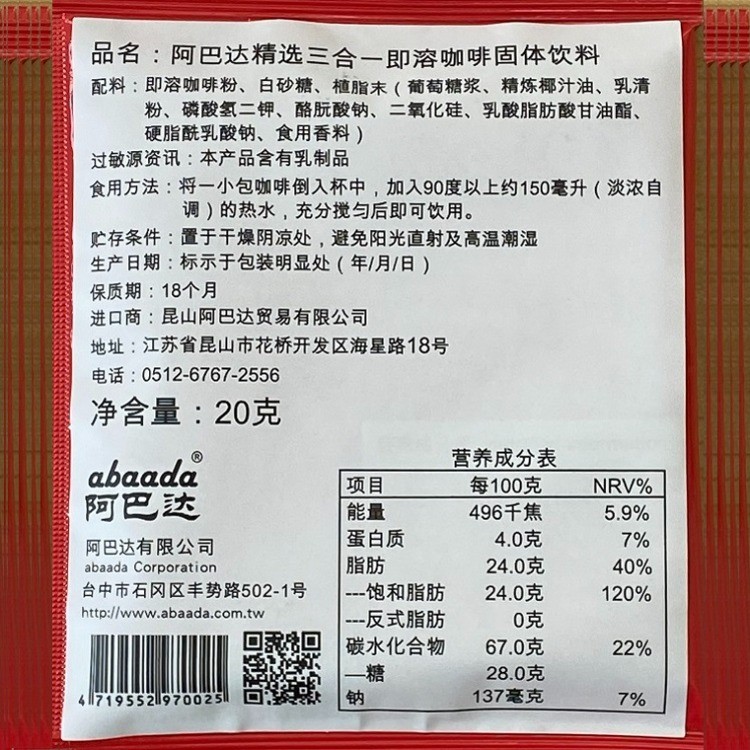 品名：阿巴达精选三合一即溶咖啡固体饮料
配料：即溶咖啡粉、白砂糖、植脂末（葡萄糖浆、精炼椰汁油、乳清
粉、磷酸氢二钾、酪朊酸钠、二氧化硅、乳酸脂肪酸甘油酯、
硬脂酰乳酸钠、食用香料）
过敏源资讯：本产品含有乳制品
食用方法：将一小包咖啡倒入杯中，加入90度以上约150毫升（淡浓自
调）的热水，充分搅匀后即可饮用。
贮存条件：置于干燥阴凉处，避免阳光直射及高温潮湿
生产日期：标示于包装明显处（年/月/日）
保质期：18个月
进口商：昆山阿巴达贸易有限公司
地址：江苏省昆山市花桥开发区海星路18号
电话：0512-6767-2556
净含量：20克
abaada®
阿巴达
阿巴达有限公司
abaada Corporation
台中市石冈区丰势路502-1号
http://www.abaada.com.tw
4 719552 970025
营养成分表
项目 每100克 NRV%
能量 496千焦 5.9%
蛋白质 4.0克 7%
脂肪 24.0克 40%
---饱和脂肪 24.0克 120%
---反式脂肪 0克
碳水化合物 67.0克 22%
—糖 28.0克
钠 137毫克 7%